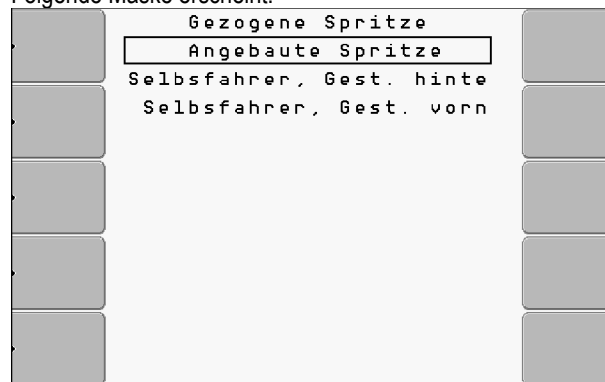 Folgende Maske erscheint:
Gezogene Spritze
Angebaute Spritze
Selbsfahrer, Gest. hinte
Selbsfahrer, Gest. vorn